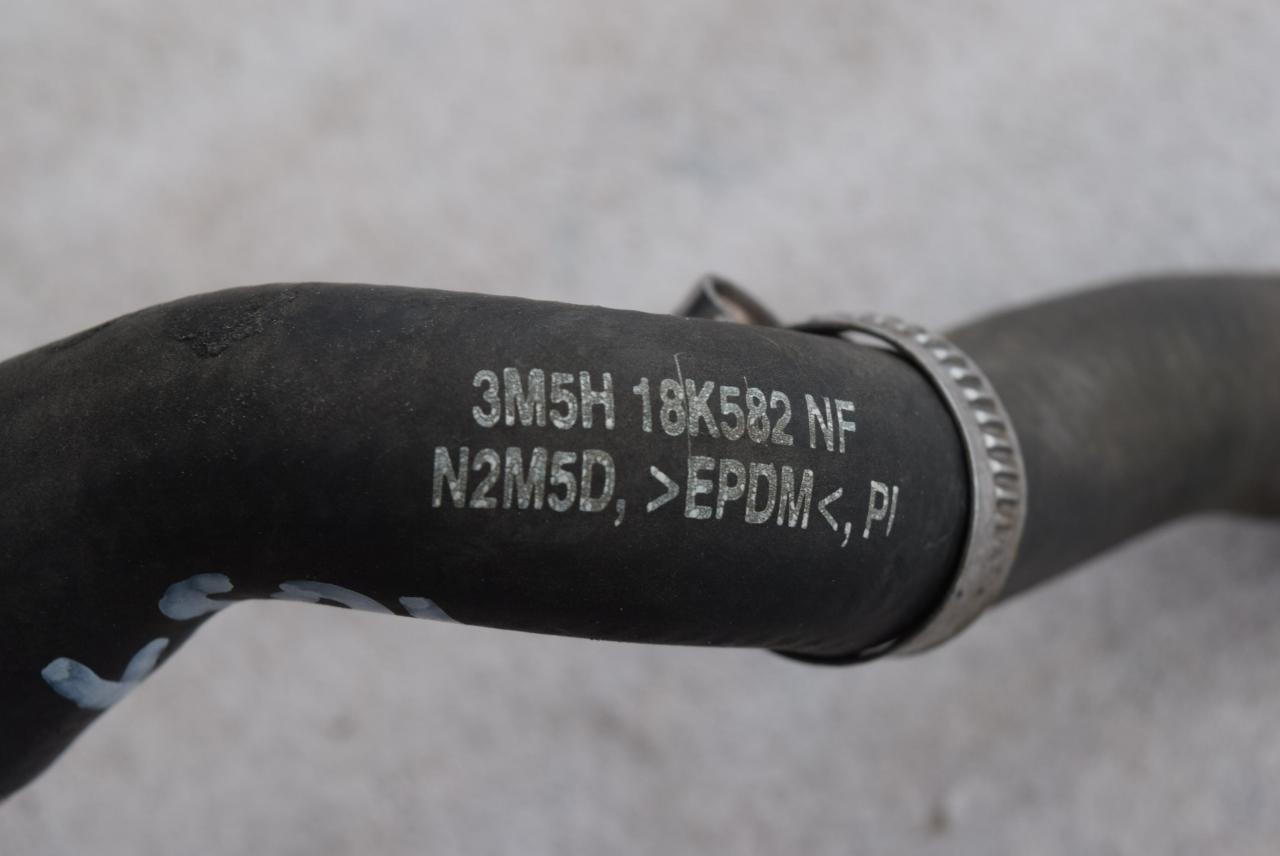 3M5H 18K582 NF
N2M5D, >EPDM<, PI